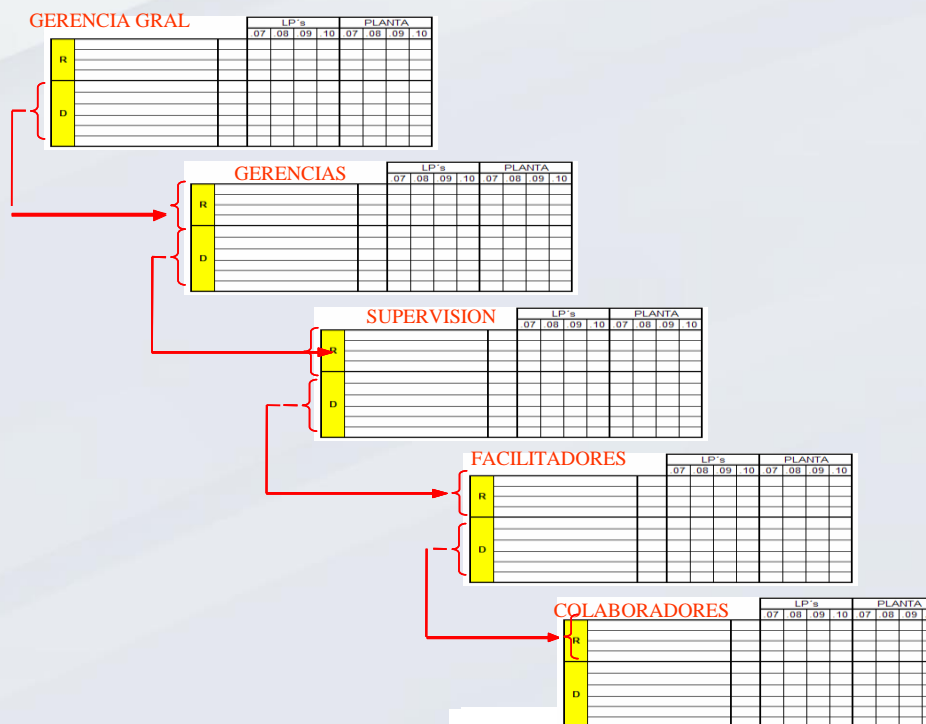 GERENCIA GRAL LP´s PLANTA
.07 .08 .09 .10 .07 .08 .09 .10
R
D
GERENCIAS LP´s PLANTA
.07 .08 .09 .10 .07 .08 .09 .10
R
D
SUPERVISION LP´s PLANTA
.07 .08 .09 .10 .07 .08 .09 .10
R
D
FACILITADORES LP´s PLANTA
.07 .08 .09 .10 .07 .08 .09 .10
R
D
COLABORADORES LP´s PLANTA
.07 .08 .09 .10 .07 .08 .09
R
D